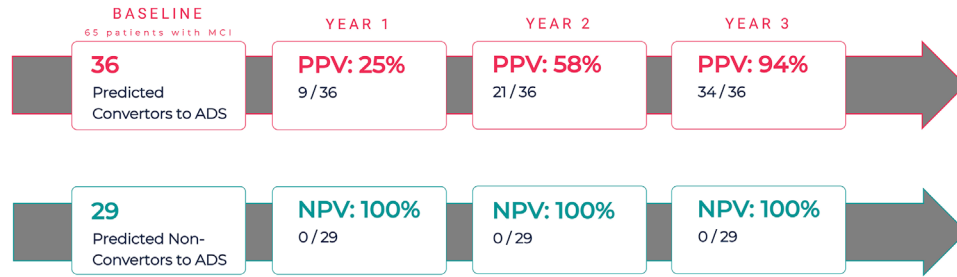 BASELINE
65 patients with MCI
YEAR 1
YEAR 2
YEAR 3
36
Predicted
Convertors to ADS
PPV: 25%
9 / 36
PPV: 58%
21 / 36
PPV: 94%
34 / 36
29
Predicted Non-
Convertors to ADS
NPV: 100%
0 / 29
NPV: 100%
0 / 29
NPV: 100%
0 / 29